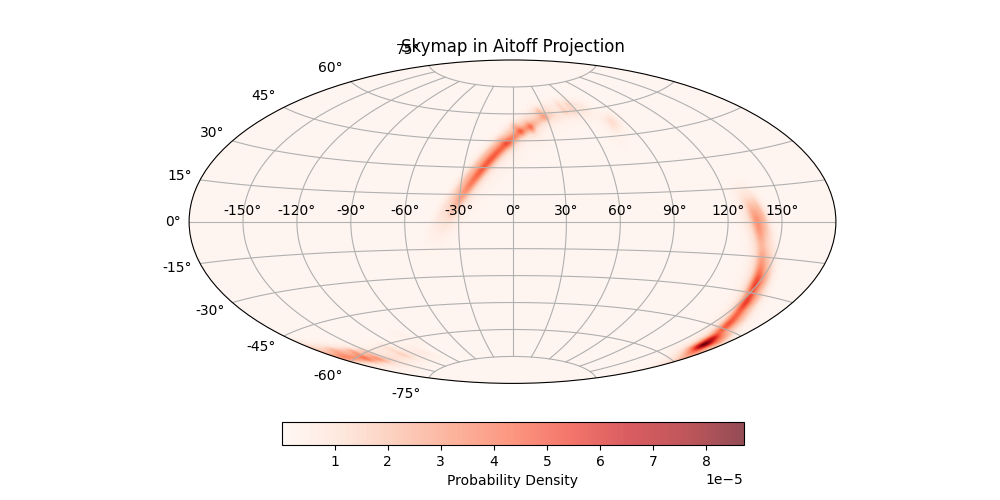 Skymap in Aitoff Projection
75°
60°
45°
30°
15°
0°
-15°
-30°
-45°
-60°
-75°
-150° -120° -90° -60° -30° 0° 30° 60° 90° 120° 150°
1 2 3 4 5 6 7 8
1e−5
Probability Density